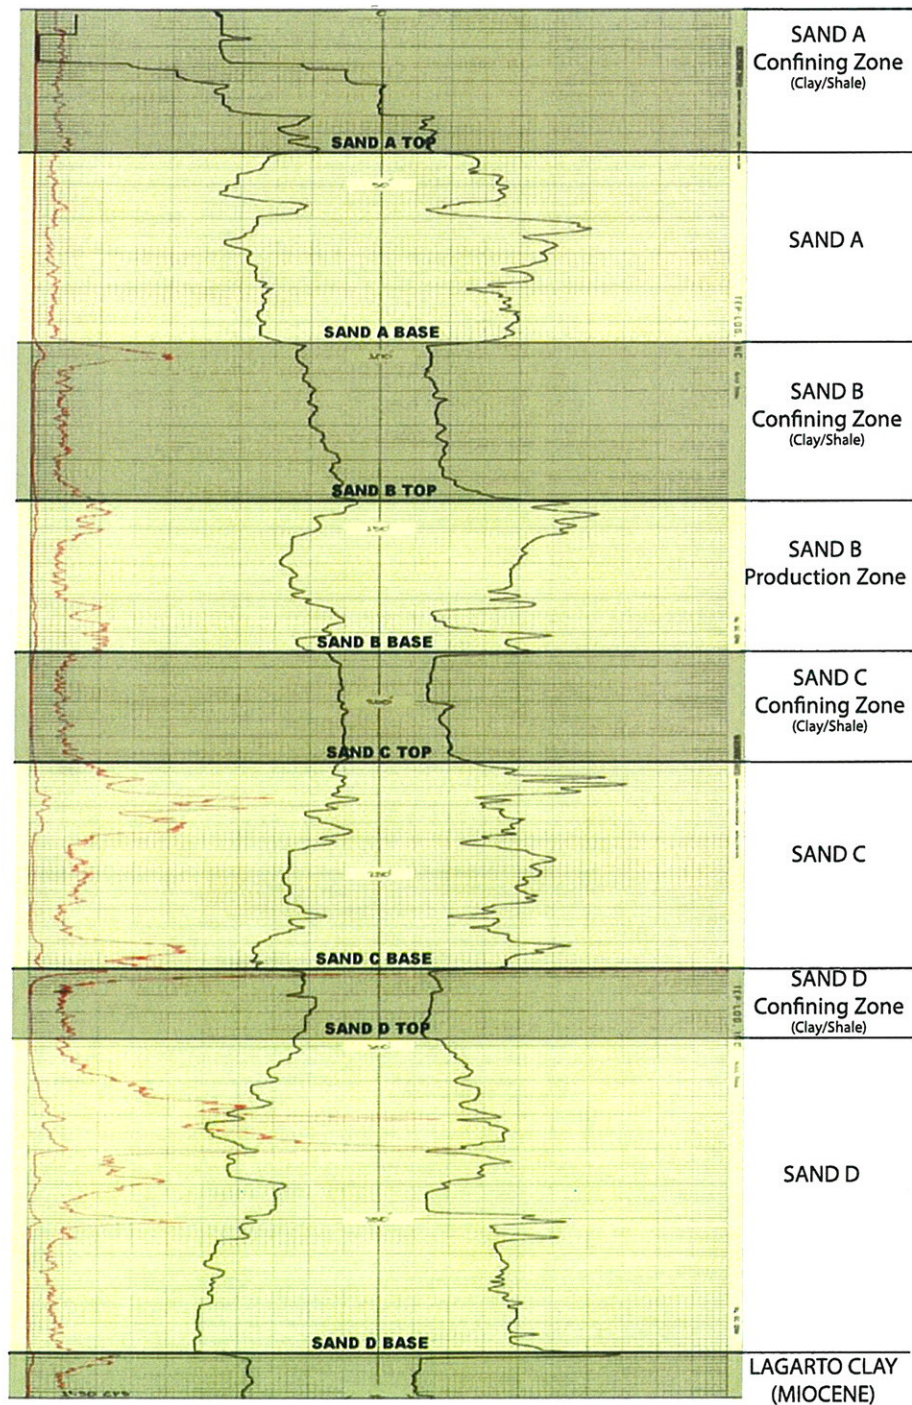 SAND A
Confining Zone
(Clay/Shale)
SAND A TOP
SAND A
SAND A BASE
SAND B
Confining Zone
(Clay/Shale)
SAND B TOP
SAND B
Production Zone
SAND B BASE
SAND C
Confining Zone
(Clay/Shale)
SAND C TOP
SAND C
SAND C BASE
SAND D
Confining Zone
(Clay/Shale)
SAND D TOP
SAND D
SAND D BASE
LAGARTO CLAY
(MIOCENE)